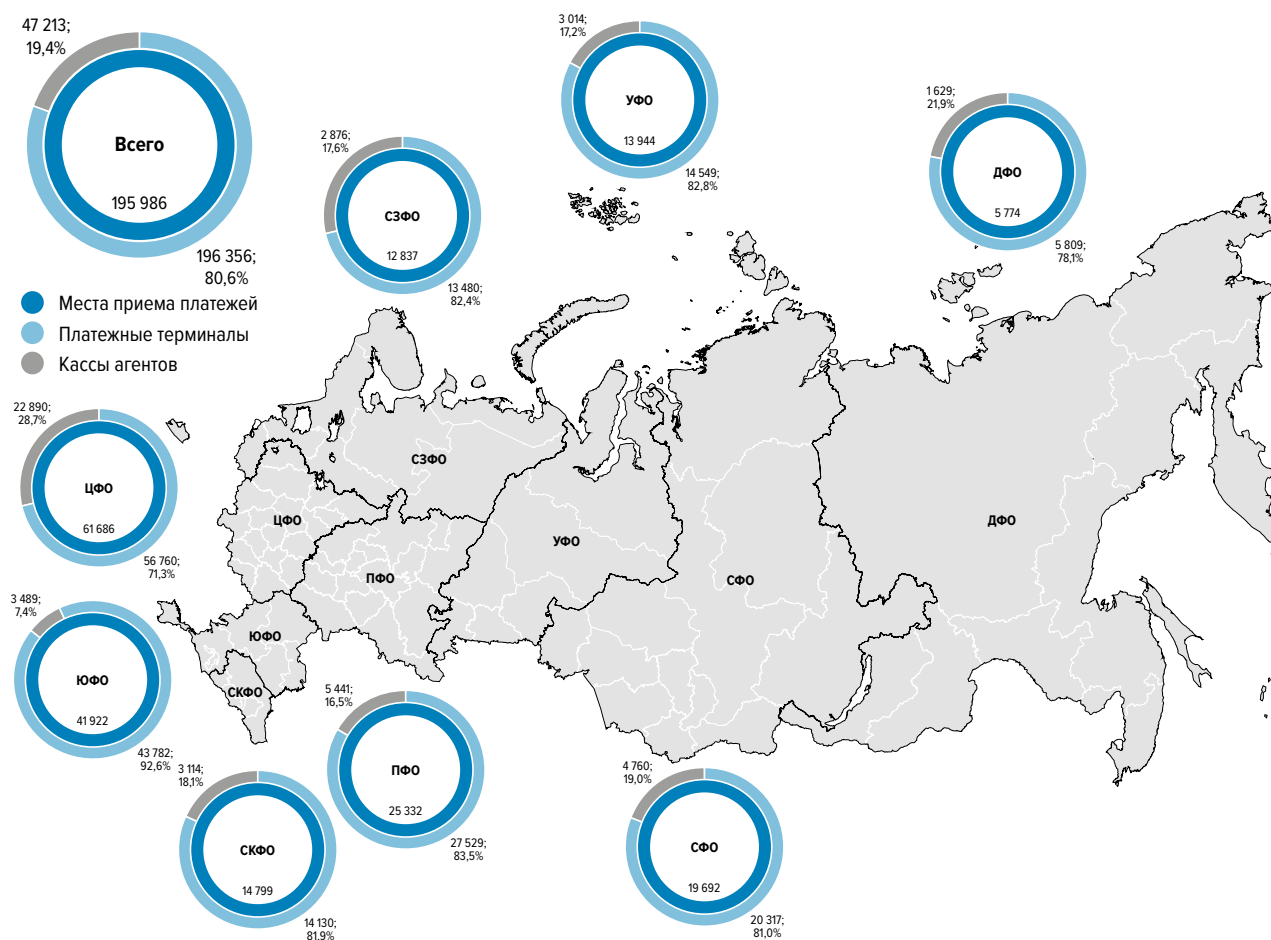 47 213;
19,4%
Всего
195 986
196 356;
80,6%
Места приема платежей
Платежные терминалы
Кассы агентов
3 014;
17,2%
УФО
13 944
14 549;
82,8%
1 629;
21,9%
ДФО
5 774
5 809;
78,1%
2 876;
17,6%
СЗФО
12 837
13 480;
82,4%
22 890;
28,7%
ЦФО
61 686
56 760;
71,3%
3 489;
7,4%
ЮФО
41 922
43 782;
92,6%
3 114;
18,1%
СКФО
14 799
14 130;
81,9%
5 441;
16,5%
ПФО
25 332
27 529;
83,5%
4 760;
19,0%
СФО
19 692
20 317;
81,0%
СЗФО
ЦФО
ПФО
УФО
СФО
ДФО
ЮФО
СКФО